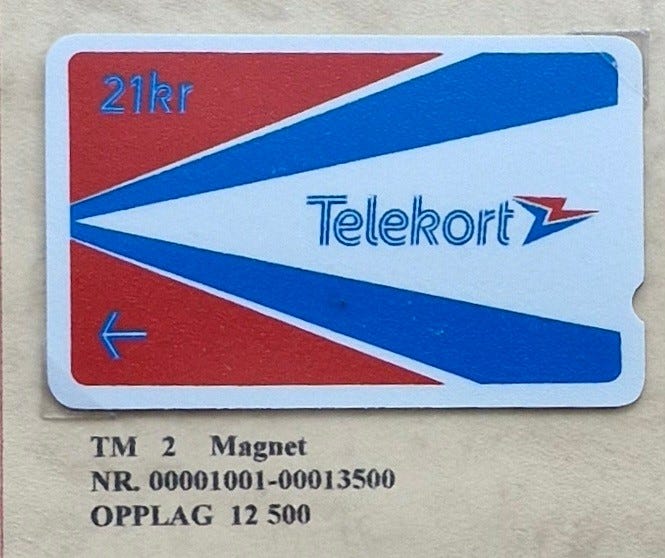 21kr
Telekort
TM 2 Magnet
NR. 00001001-00013500
OPPLAG 12 500